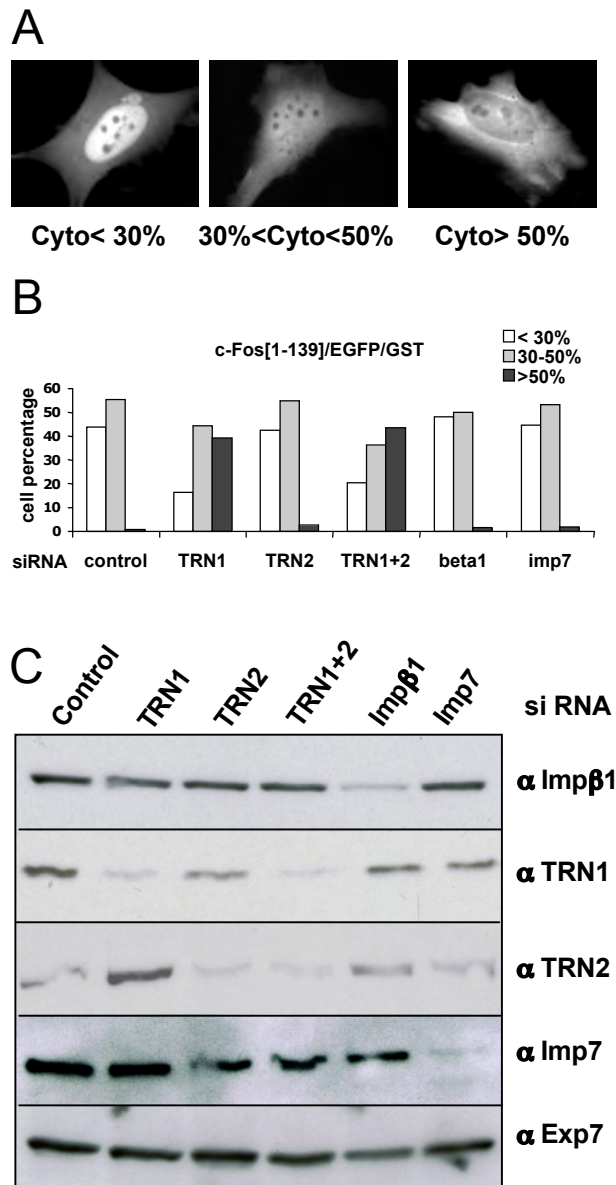 A
Cyto< 30% 30%<Cyto<50% Cyto> 50%
B
c-Fos[1-139]/EGFP/GST
< 30%
30-50%
>50%
cell percentage
60
50
40
30
20
10
0
siRNA control TRN1 TRN2 TRN1+2 beta1 imp7
C
Control TRN1 TRN2 TRN1+2 Impβ1 Imp7 si RNA
α Impβ1
α TRN1
α TRN2
α Imp7
α Exp7